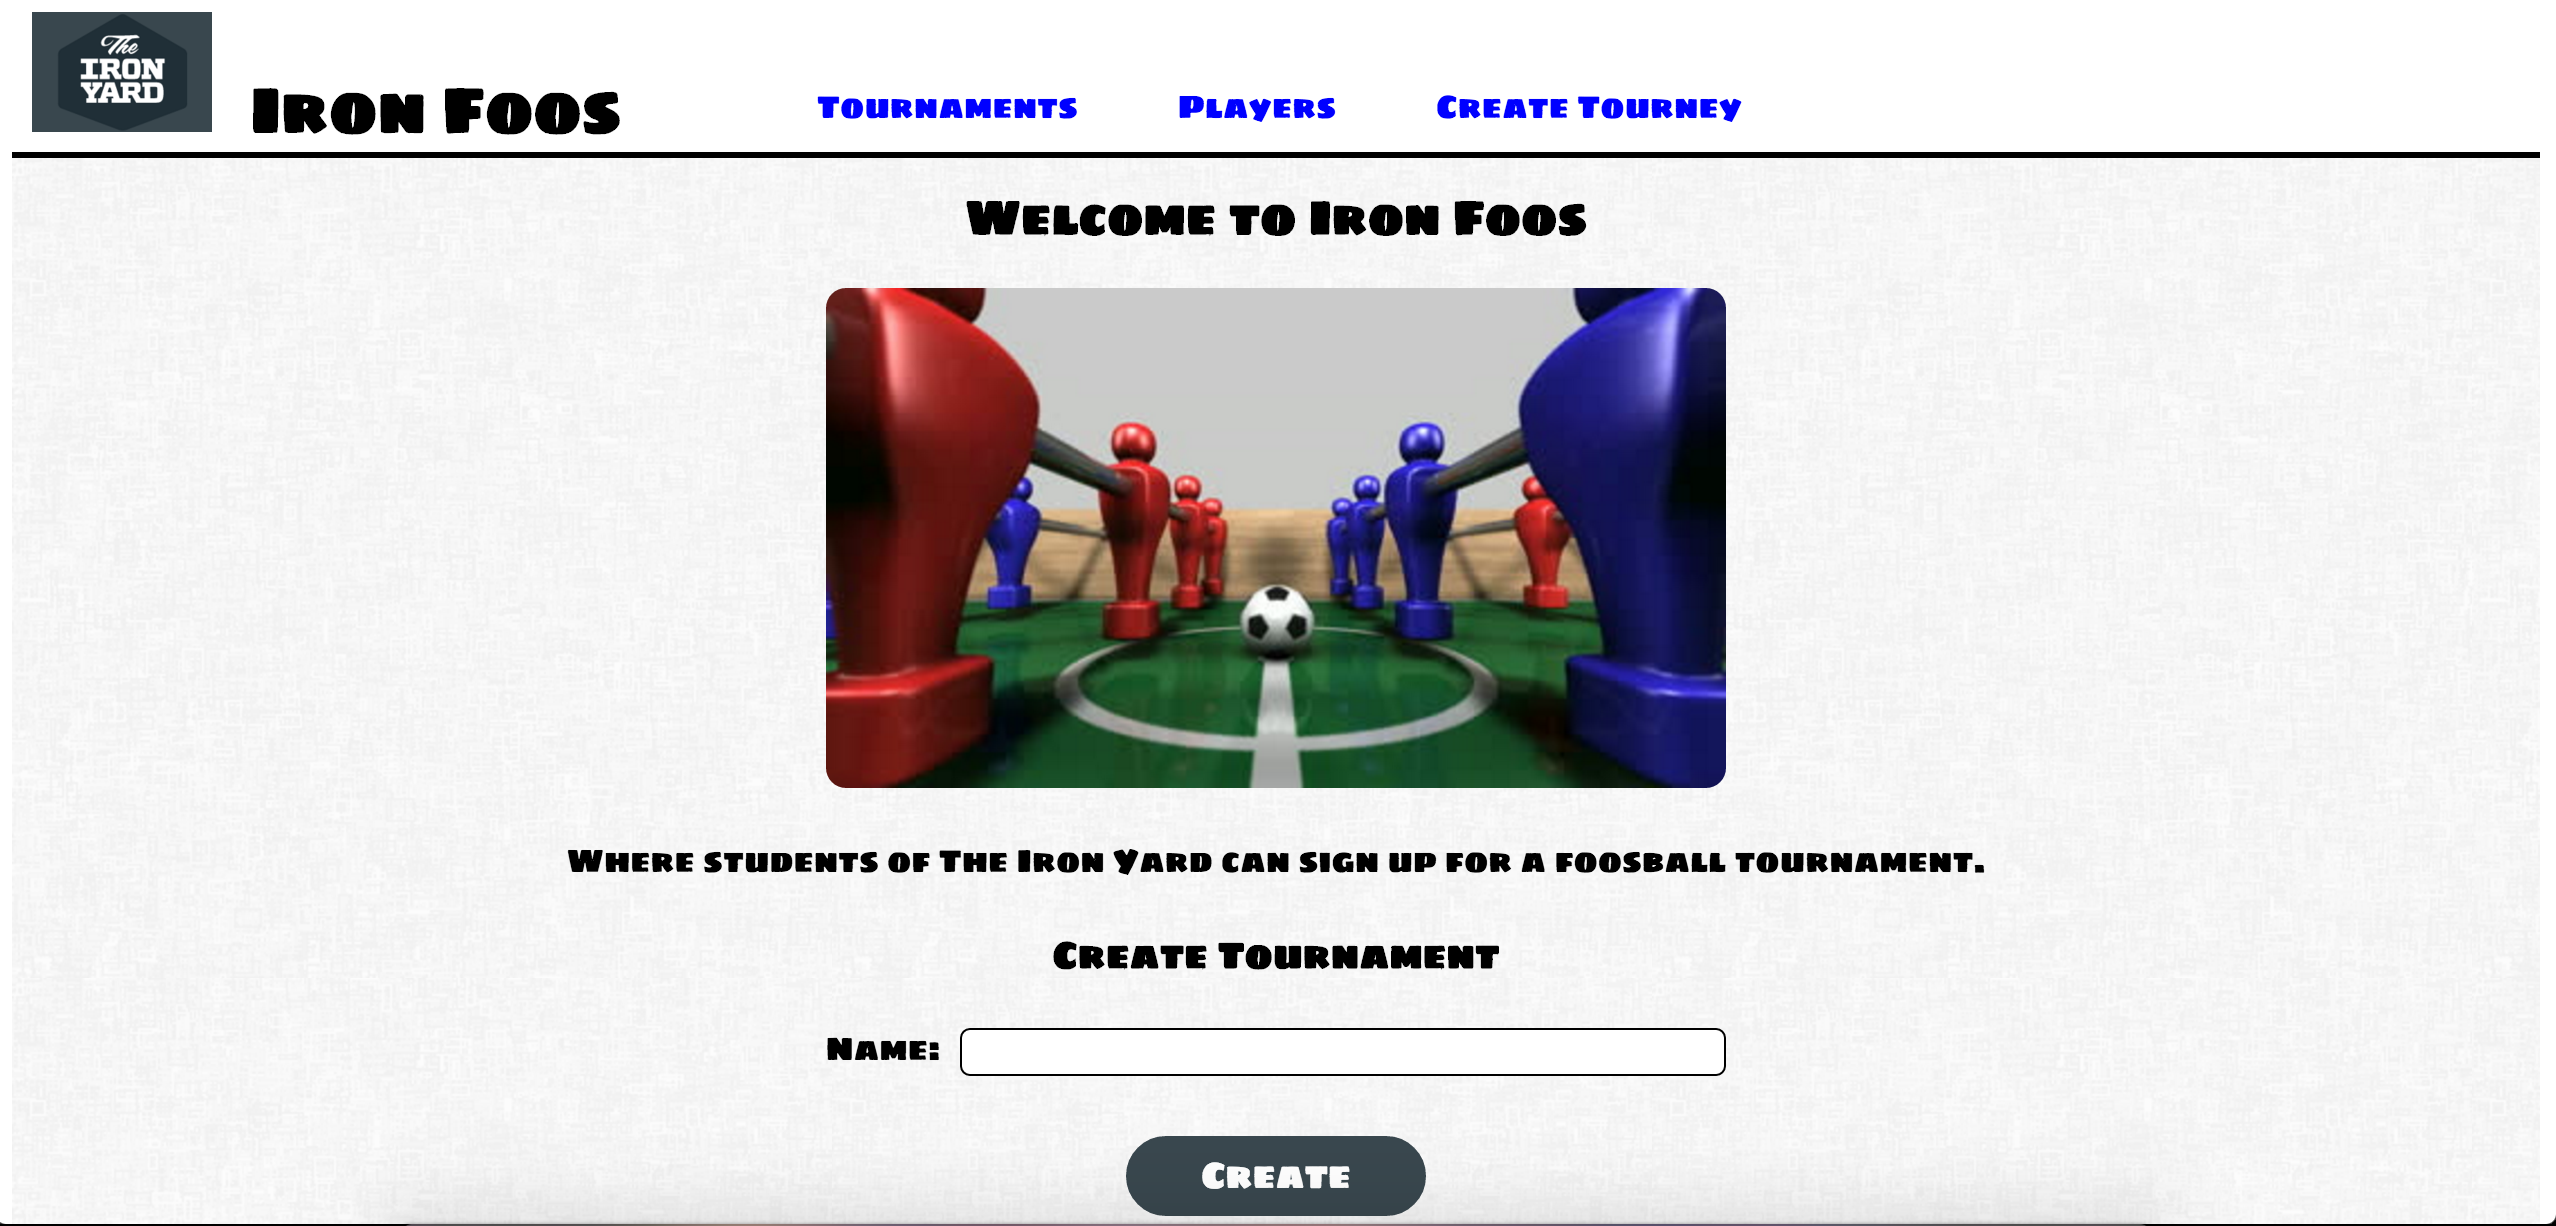 The
IRON
YARD
Iron Foos
Tournaments
Players
Create Tourney
Welcome to Iron Foos
Where students of The Iron Yard can sign up for a foosball tournament.
Create Tournament
Name:
Create